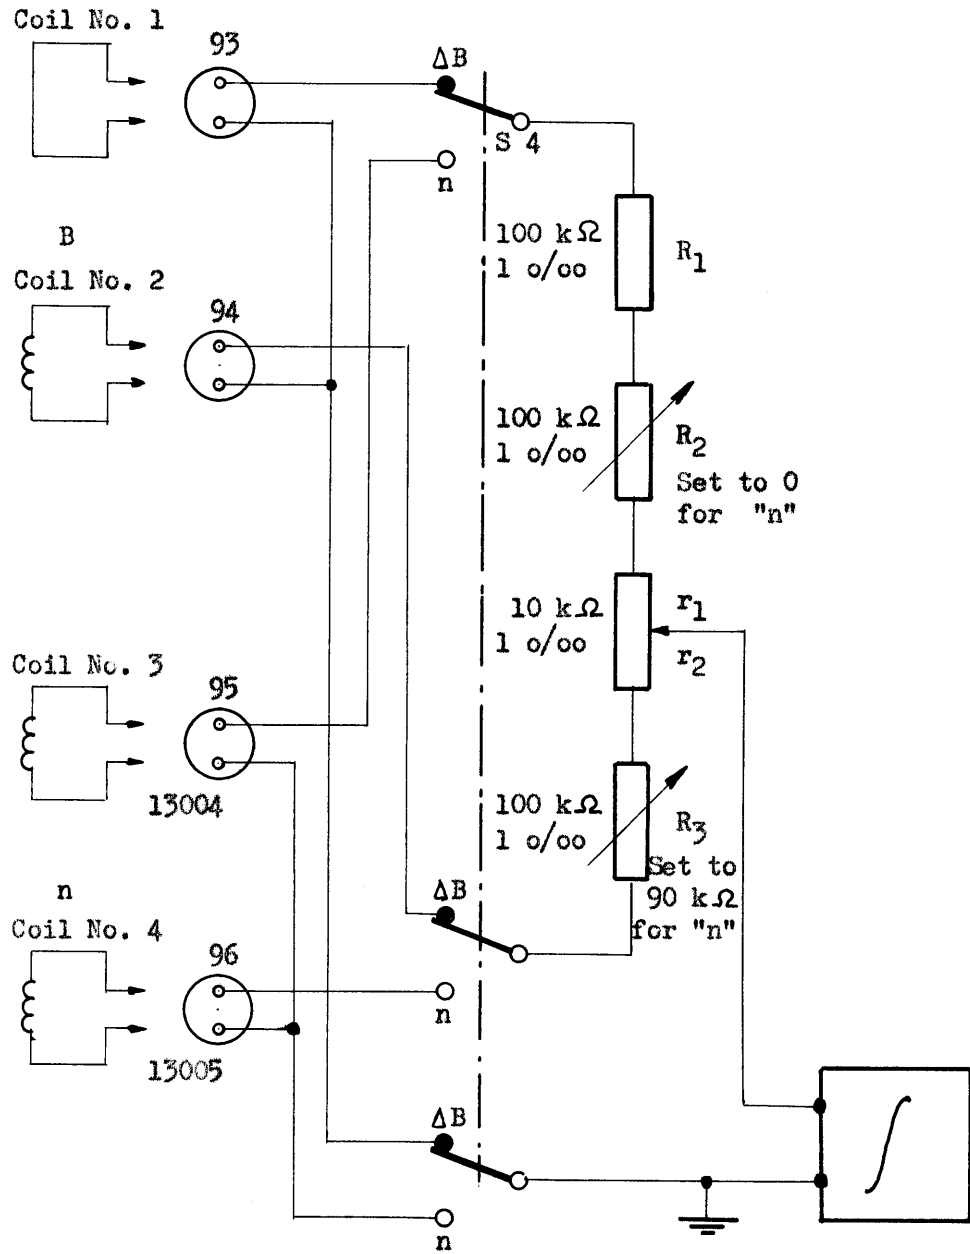 Coil No. 1
93
ΔB
S 4
n
100 kΩ
1 o/oo
R1
B
Coil No. 2
94
100 kΩ
1 o/oo
R2
Set to 0
for "n"
10 kΩ
1 o/oo
r1
r2
Coil No. 3
95
13004
100 kΩ
1 o/oo
R3
Set to
90 kΩ
for "n"
n
Coil No. 4
96
13005
ΔB
n
ΔB
n
∫